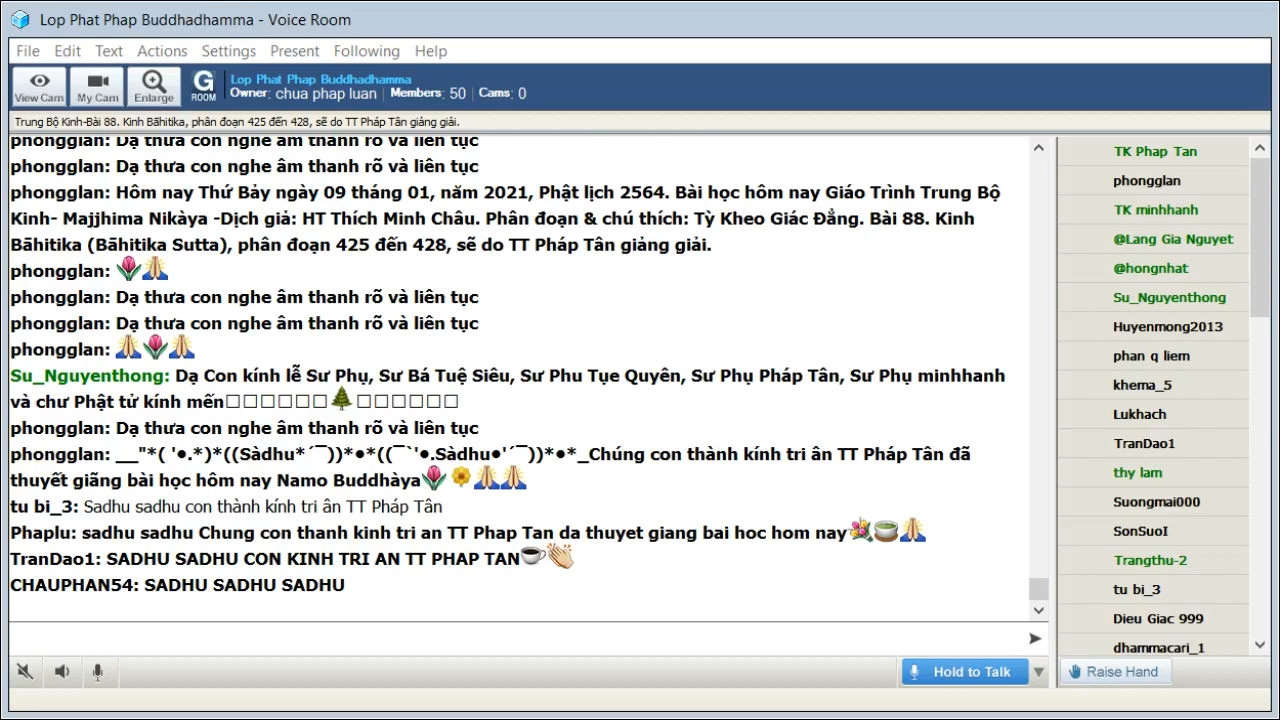 Lop Phat Phap Buddhadhamma - Voice Room
File Edit Text Actions Settings Present Following Help
View Cam My Cam Enlarge G ROOM
Lop Phat Phap Buddhadhamma
Owner: chua phap luan | Members: 50 | Cams: 0
Trung Bộ Kinh-Bài 88. Kinh Bāhitika, phân đoạn 425 đến 428, sẽ do TT Pháp Tân giảng giải.
phongglan: Dạ thưa con nghe âm thanh rõ và liên tục
phongglan: Dạ thưa con nghe âm thanh rõ và liên tục
phongglan: Hôm nay Thứ Bảy ngày 09 tháng 01, năm 2021, Phật lịch 2564. Bài học hôm nay Giáo Trình Trung Bộ
Kinh- Majjhima Nikàya -Dịch giả: HT Thích Minh Châu. Phân đoạn & chú thích: Tỳ Kheo Giác Đẳng. Bài 88. Kinh
Bāhitika (Bāhitika Sutta), phân đoạn 425 đến 428, sẽ do TT Pháp Tân giảng giải.
phongglan: 🌷🙏
phongglan: Dạ thưa con nghe âm thanh rõ và liên tục
phongglan: Dạ thưa con nghe âm thanh rõ và liên tục
phongglan: 🙏🌷🙏
Su_Nguyenthong: Dạ Con kính lễ Sư Phụ, Sư Bá Tuệ Siêu, Sư Phu Tụe Quyên, Sư Phụ Pháp Tân, Sư Phụ minhhanh
và chư Phật tử kính mến□□□□□□🌲□□□□□□
phongglan: Dạ thưa con nghe âm thanh rõ và liên tục
phongglan: __"*( '•.*)*((Sàdhu*´¯))*•*((¯`'•.Sàdhu•'´¯))*•*_Chúng con thành kính tri ân TT Pháp Tân đã
thuyết giãng bài học hôm nay Namo Buddhàya🌷🌼🙏🙏
tu bi_3: Sadhu sadhu con thành kính tri ân TT Pháp Tân
Phaplu: sadhu sadhu Chung con thanh kinh tri an TT Phap Tan da thuyet giang bai hoc hom nay💐🍵🙏
TranDao1: SADHU SADHU CON KINH TRI AN TT PHAP TAN☕👏
CHAUPHAN54: SADHU SADHU SADHU
TK Phap Tan
phongglan
TK minhhanh
@Lang Gia Nguyet
@hongnhat
Su_Nguyenthong
Huyenmong2013
phan q liem
khema_5
Lukhach
TranDao1
thy lam
Suongmai000
SonSuoI
Trangthu-2
tu bi_3
Dieu Giac 999
dhammacari_1
Hold to Talk
Raise Hand